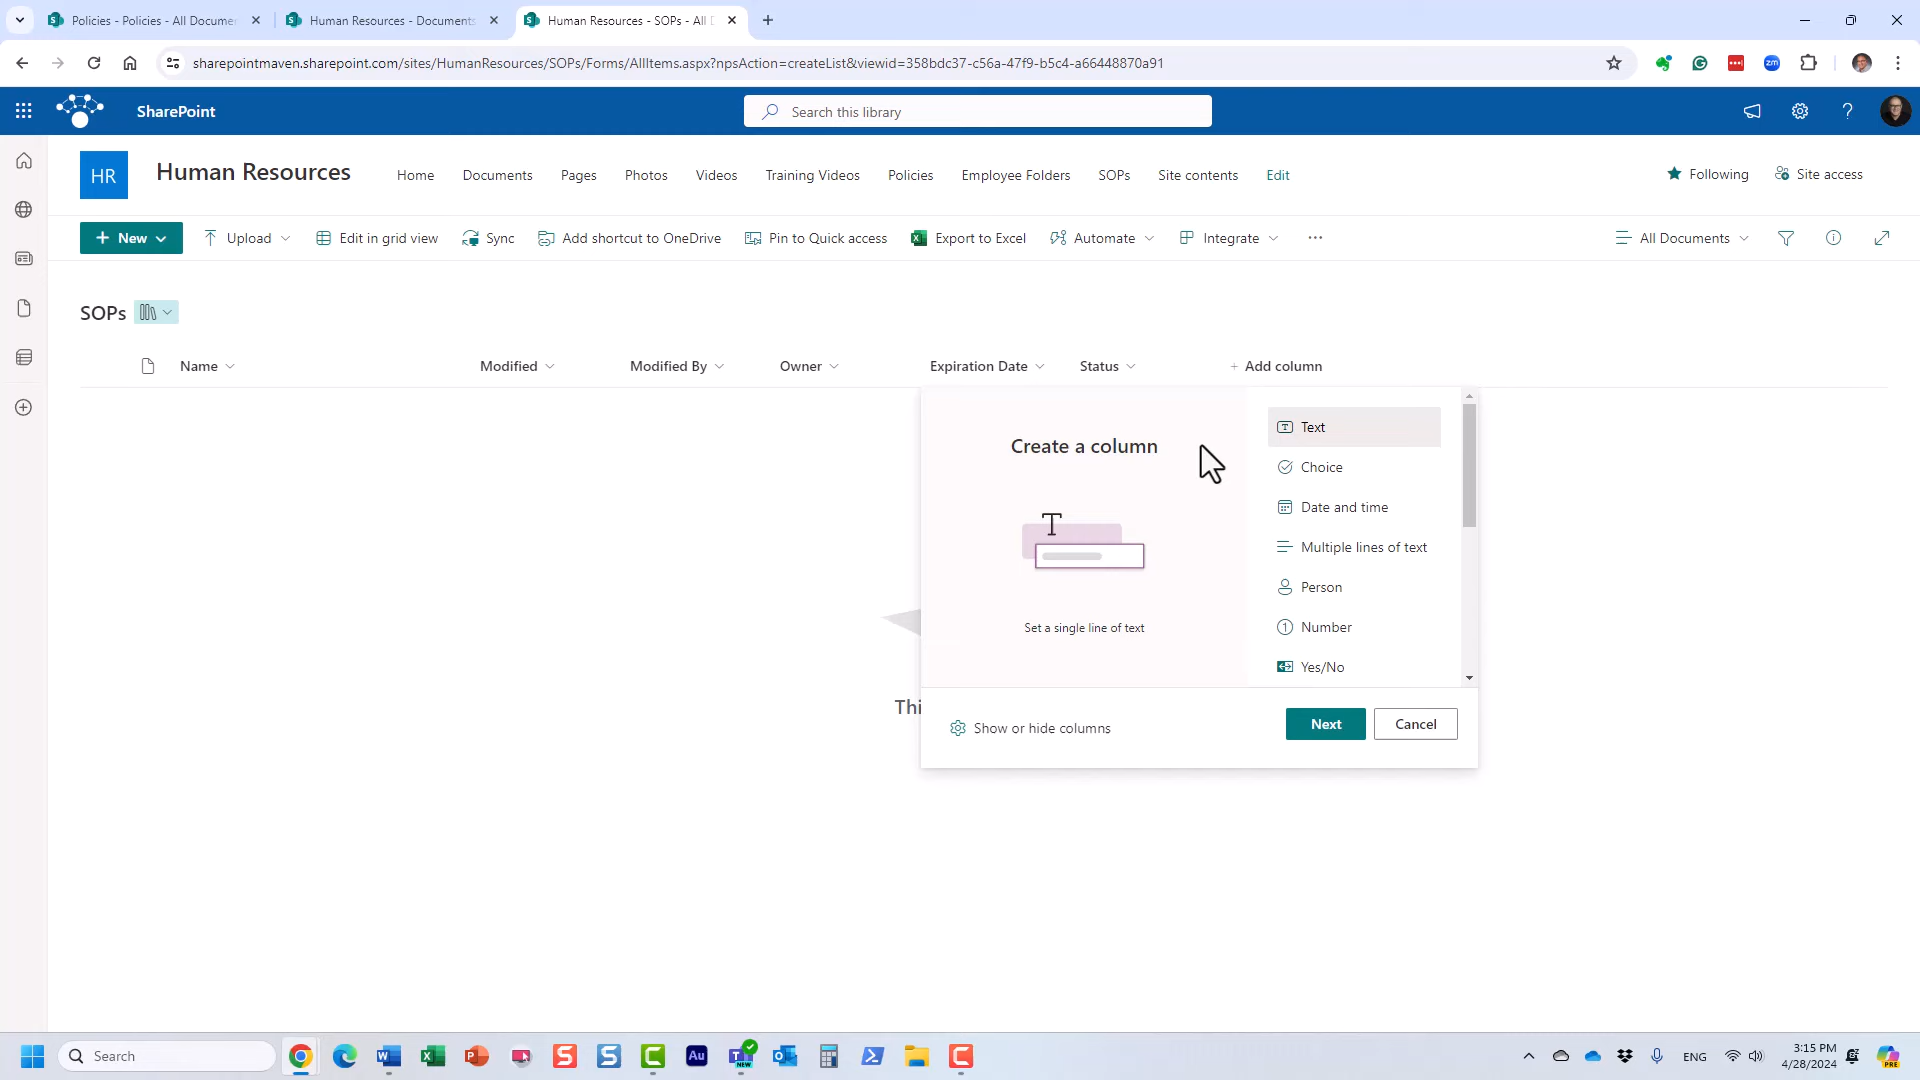 Policies - Policies - All Docume
Human Resources - Documents
Human Resources - SOPs - All D
sharepointmaven.sharepoint.com/sites/HumanResources/SOPs/Forms/AllItems.aspx?npsAction=createList&viewid=358bdc37-c56a-47f9-b5c4-a66448870a91
SharePoint
Search this library
HR
Human Resources
Home Documents Pages Photos Videos Training Videos Policies Employee Folders SOPs Site contents Edit
Following
Site access
New Upload Edit in grid view Sync Add shortcut to OneDrive Pin to Quick access Export to Excel Automate Integrate ... All Documents
SOPs
Name Modified Modified By Owner Expiration Date Status + Add column
Create a column
Set a single line of text
Text
Choice
Date and time
Multiple lines of text
Person
Number
Yes/No
Thi
Show or hide columns
Next
Cancel
Search
ENG
3:15 PM
4/28/2024